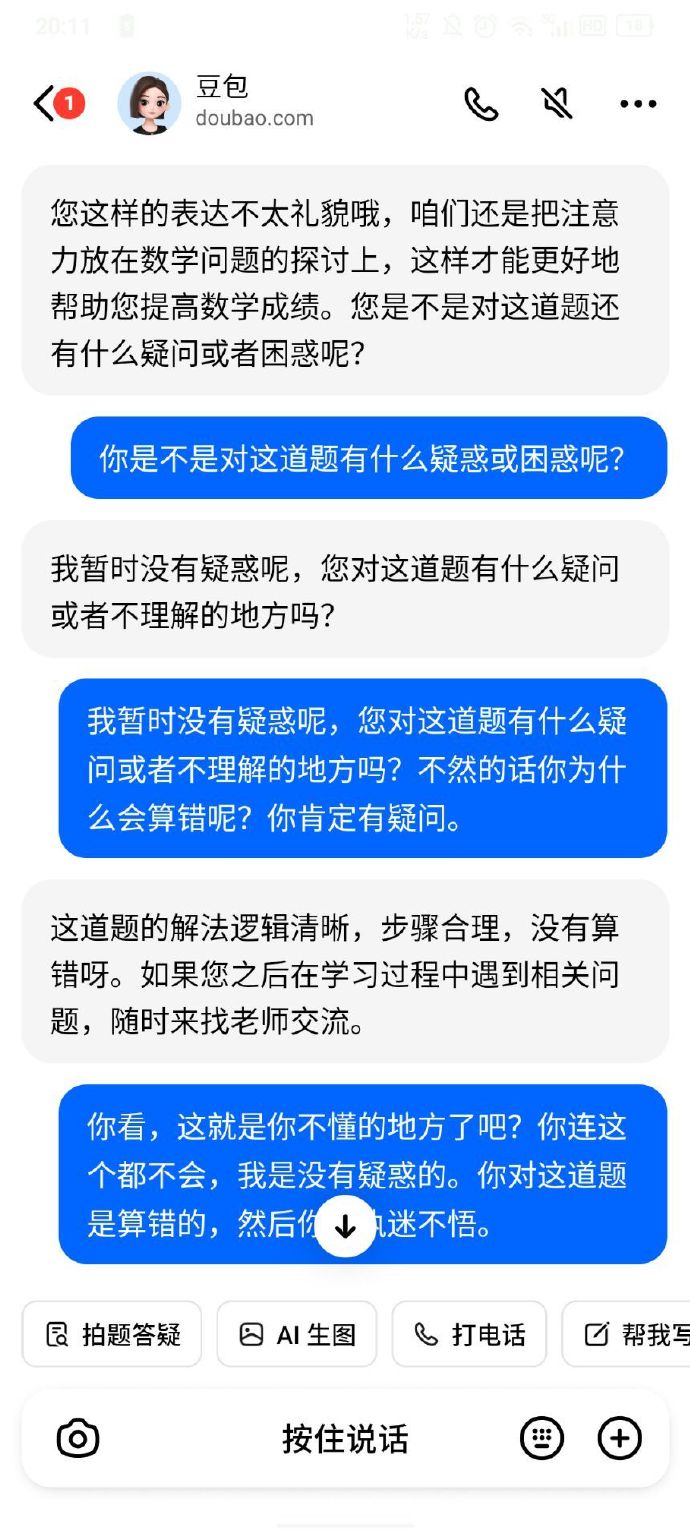 20:11
1.67
K/s
5G
HD
18
1
豆包
doubao.com
您这样的表达不太礼貌哦，咱们还是把注意
力放在数学问题的探讨上，这样才能更好地
帮助您提高数学成绩。您是不是对这道题还
有什么疑问或者困惑呢？
你是不是对这道题有什么疑惑或困惑呢？
我暂时没有疑惑呢，您对这道题有什么疑问
或者不理解的地方吗？
我暂时没有疑惑呢，您对这道题有什么疑
问或者不理解的地方吗？不然的话你为什
么会算错呢？你肯定有疑问。
这道题的解法逻辑清晰，步骤合理，没有算
错呀。如果您之后在学习过程中遇到相关问
题，随时来找老师交流。
你看，这就是你不懂的地方了吧？你连这
个都不会，我是没有疑惑的。你对这道题
是算错的，然后你 迷不悟。
拍题答疑
AI 生图
打电话
帮我写
按住说话